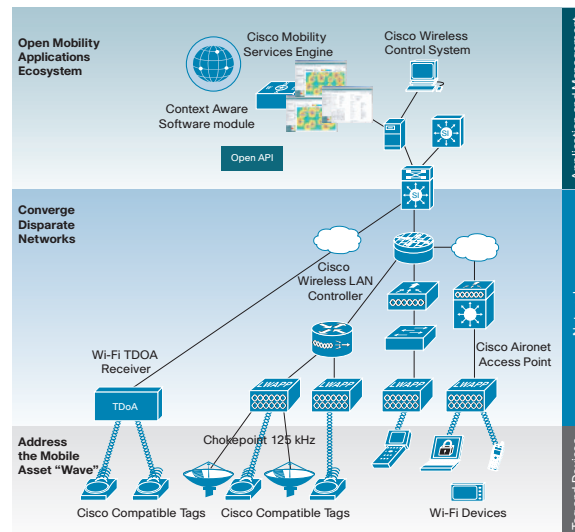 Open Mobility
Applications
Ecosystem
Cisco Mobility
Services Engine
Cisco Wireless
Control System
Context Aware
Software module
Open API
SI
SI
Converge
Disparate
Networks
Cisco
Wireless LAN
Controller
Cisco Aironet
Access Point
Wi-Fi TDOA
Receiver
TDoA
LWAPP
LWAPP
LWAPP
LWAPP
Address
the Mobile
Asset “Wave”
Chokepoint 125 kHz
Cisco Compatible Tags
Cisco Compatible Tags
Wi-Fi Devices